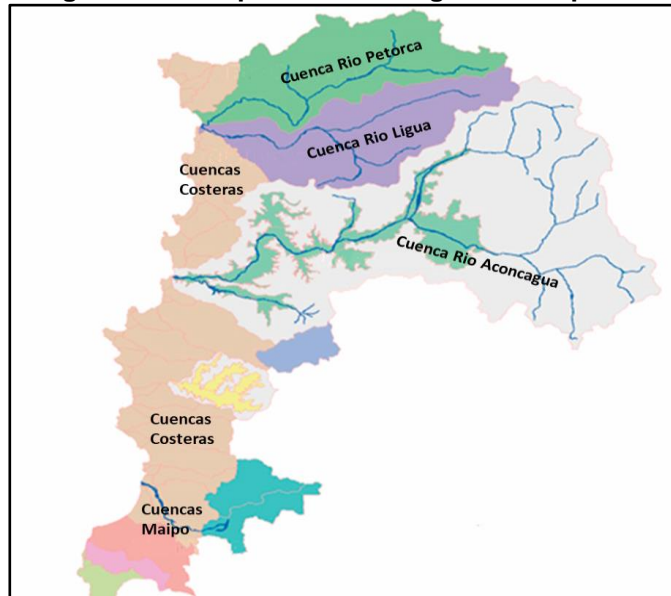 Cuenca Rio Petorca
Cuenca Rio Ligua
Cuencas
Costeras
Cuenca Rio Aconcagua
Cuencas
Costeras
Cuencas
Maipo